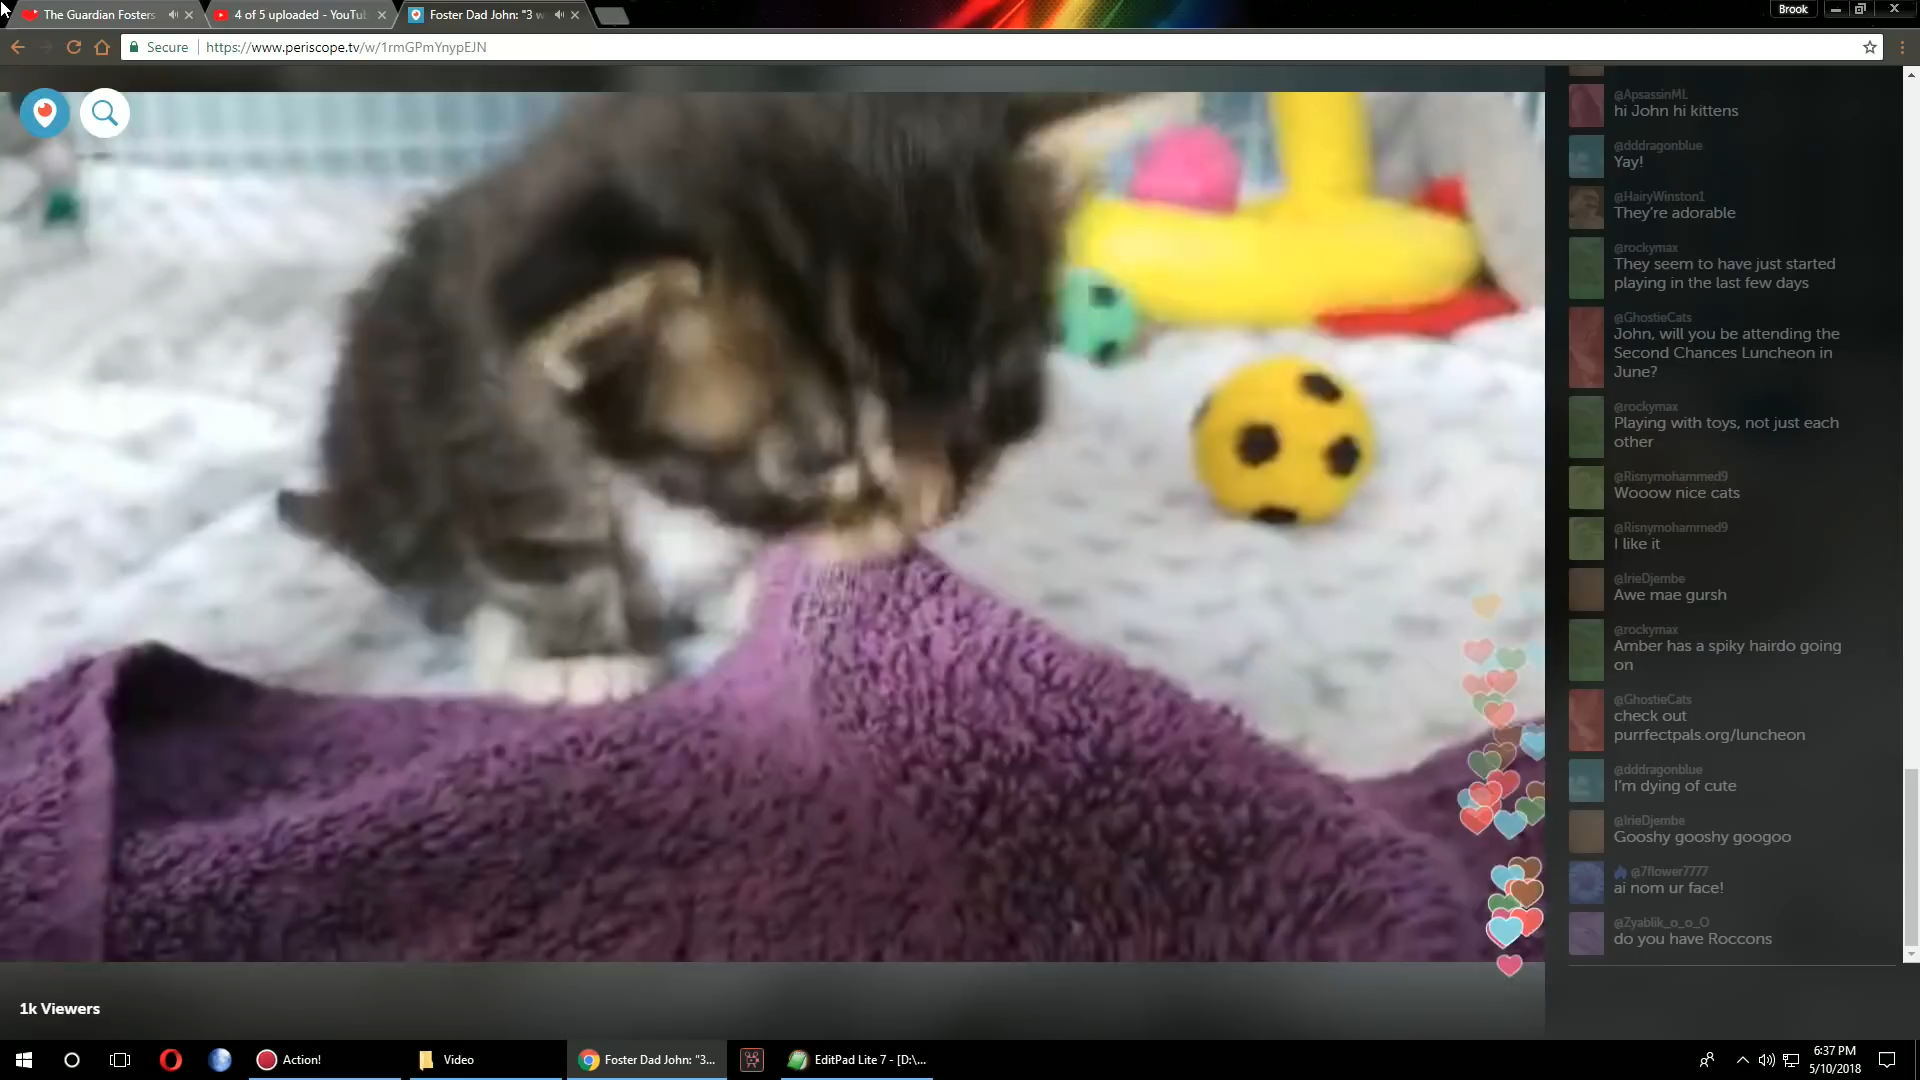 The Guardian Fosters
4 of 5 uploaded - YouTu
Foster Dad John: "3 w
Brook
Secure
https://www.periscope.tv/w/1rmGPmYnypEJN
@ApsassinML
hi John hi kittens
@dddragonblue
Yay!
@HairyWinston1
They're adorable
@rockymax
They seem to have just started
playing in the last few days
@GhostieCats
John, will you be attending the
Second Chances Luncheon in
June?
@rockymax
Playing with toys, not just each
other
@Risnymohammed9
Wooow nice cats
@Risnymohammed9
I like it
@IrieDjembe
Awe mae gursh
@rockymax
Amber has a spiky hairdo going
on
@GhostieCats
check out
purrfectpals.org/luncheon
@dddragonblue
I'm dying of cute
@IrieDjembe
Gooshy gooshy googoo
@7flower7777
ai nom ur face!
@Zyablik_o_o_O
do you have Roccons
1k Viewers
Action!
Video
Foster Dad John: "3...
EditPad Lite 7 - [D:\...
6:37 PM
5/10/2018